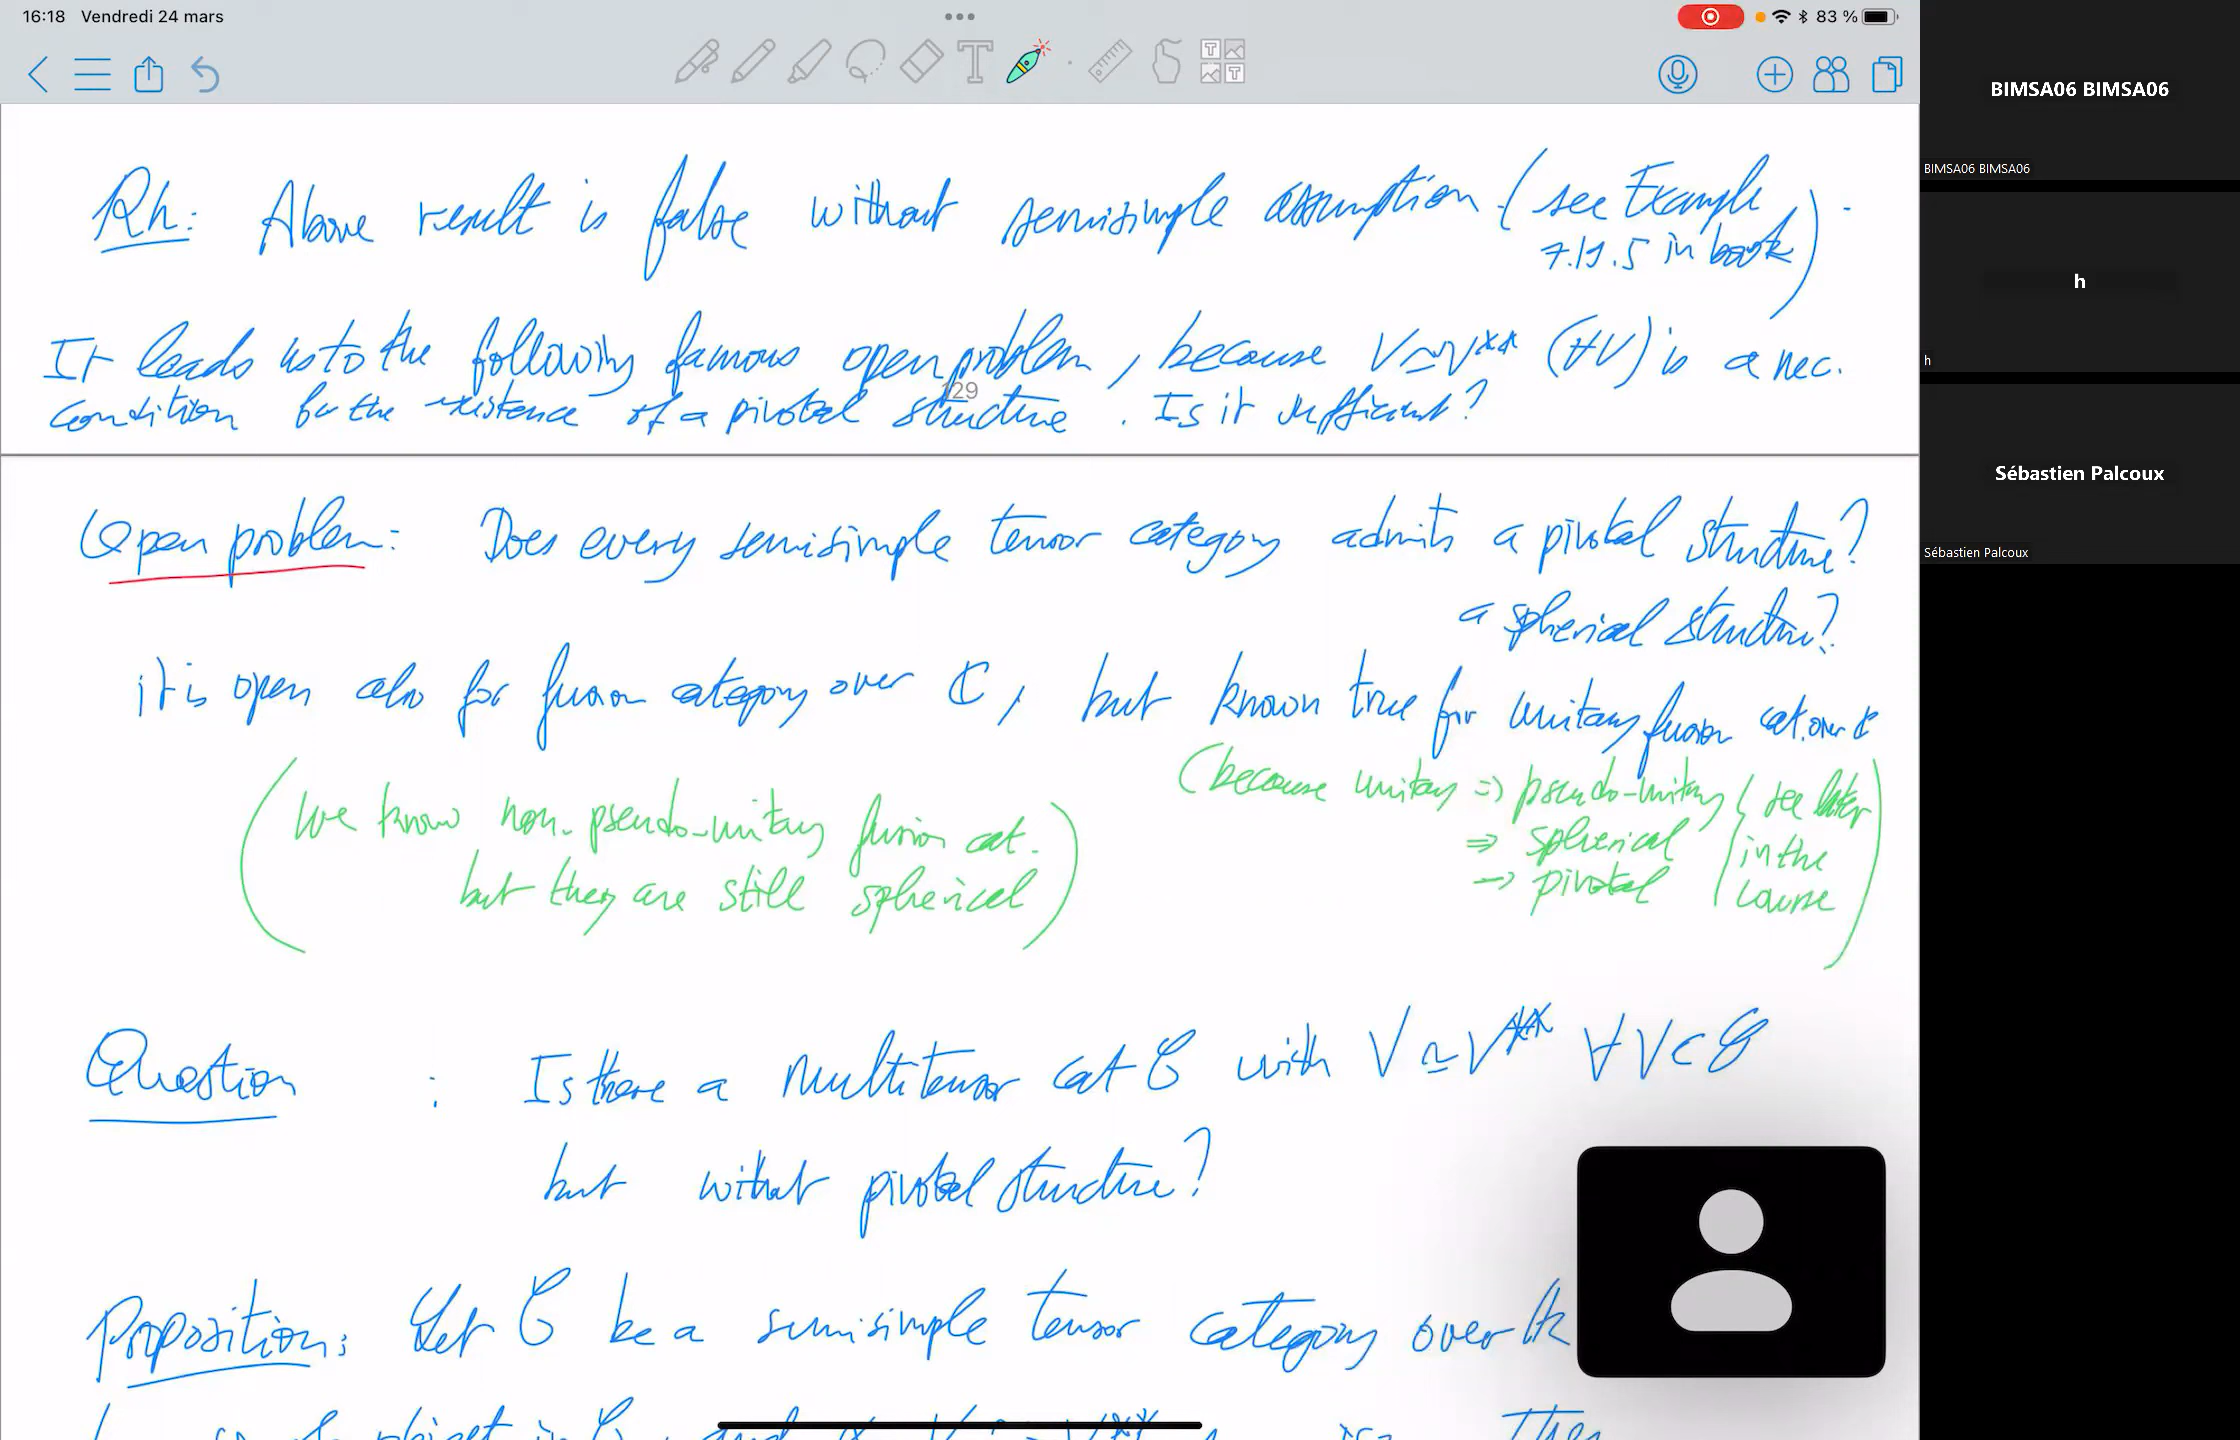 16:18 Vendredi 24 mars
83 %
Rk: Above result is false without semisimple assumption (see Example
7.19.5 in book).
It leads us to the following famous open problem, because V≃V** (∀V) is a nec.
129
condition for the existence of a pivotal structure. Is it sufficient?
Open problem: Does every semisimple tensor category admits a pivotal structure?
a spherical structure?
it is open also for fusion category over ℂ, but known true for unitary fusion cat. over ℂ
(because unitary ⇒ pseudo-unitary
⇒ spherical
⇒ pivotal
see later
in the
course)
(we know non-pseudo-unitary fusion cat.
but they are still spherical)
Question : Is there a multitensor cat 𝒞 with V≃V** ∀V∈𝒞
but without pivotal structure?
Proposition: Let 𝒞 be a semisimple tensor category over 𝕜
BIMSA06 BIMSA06
BIMSA06 BIMSA06
h
h
Sébastien Palcoux
Sébastien Palcoux